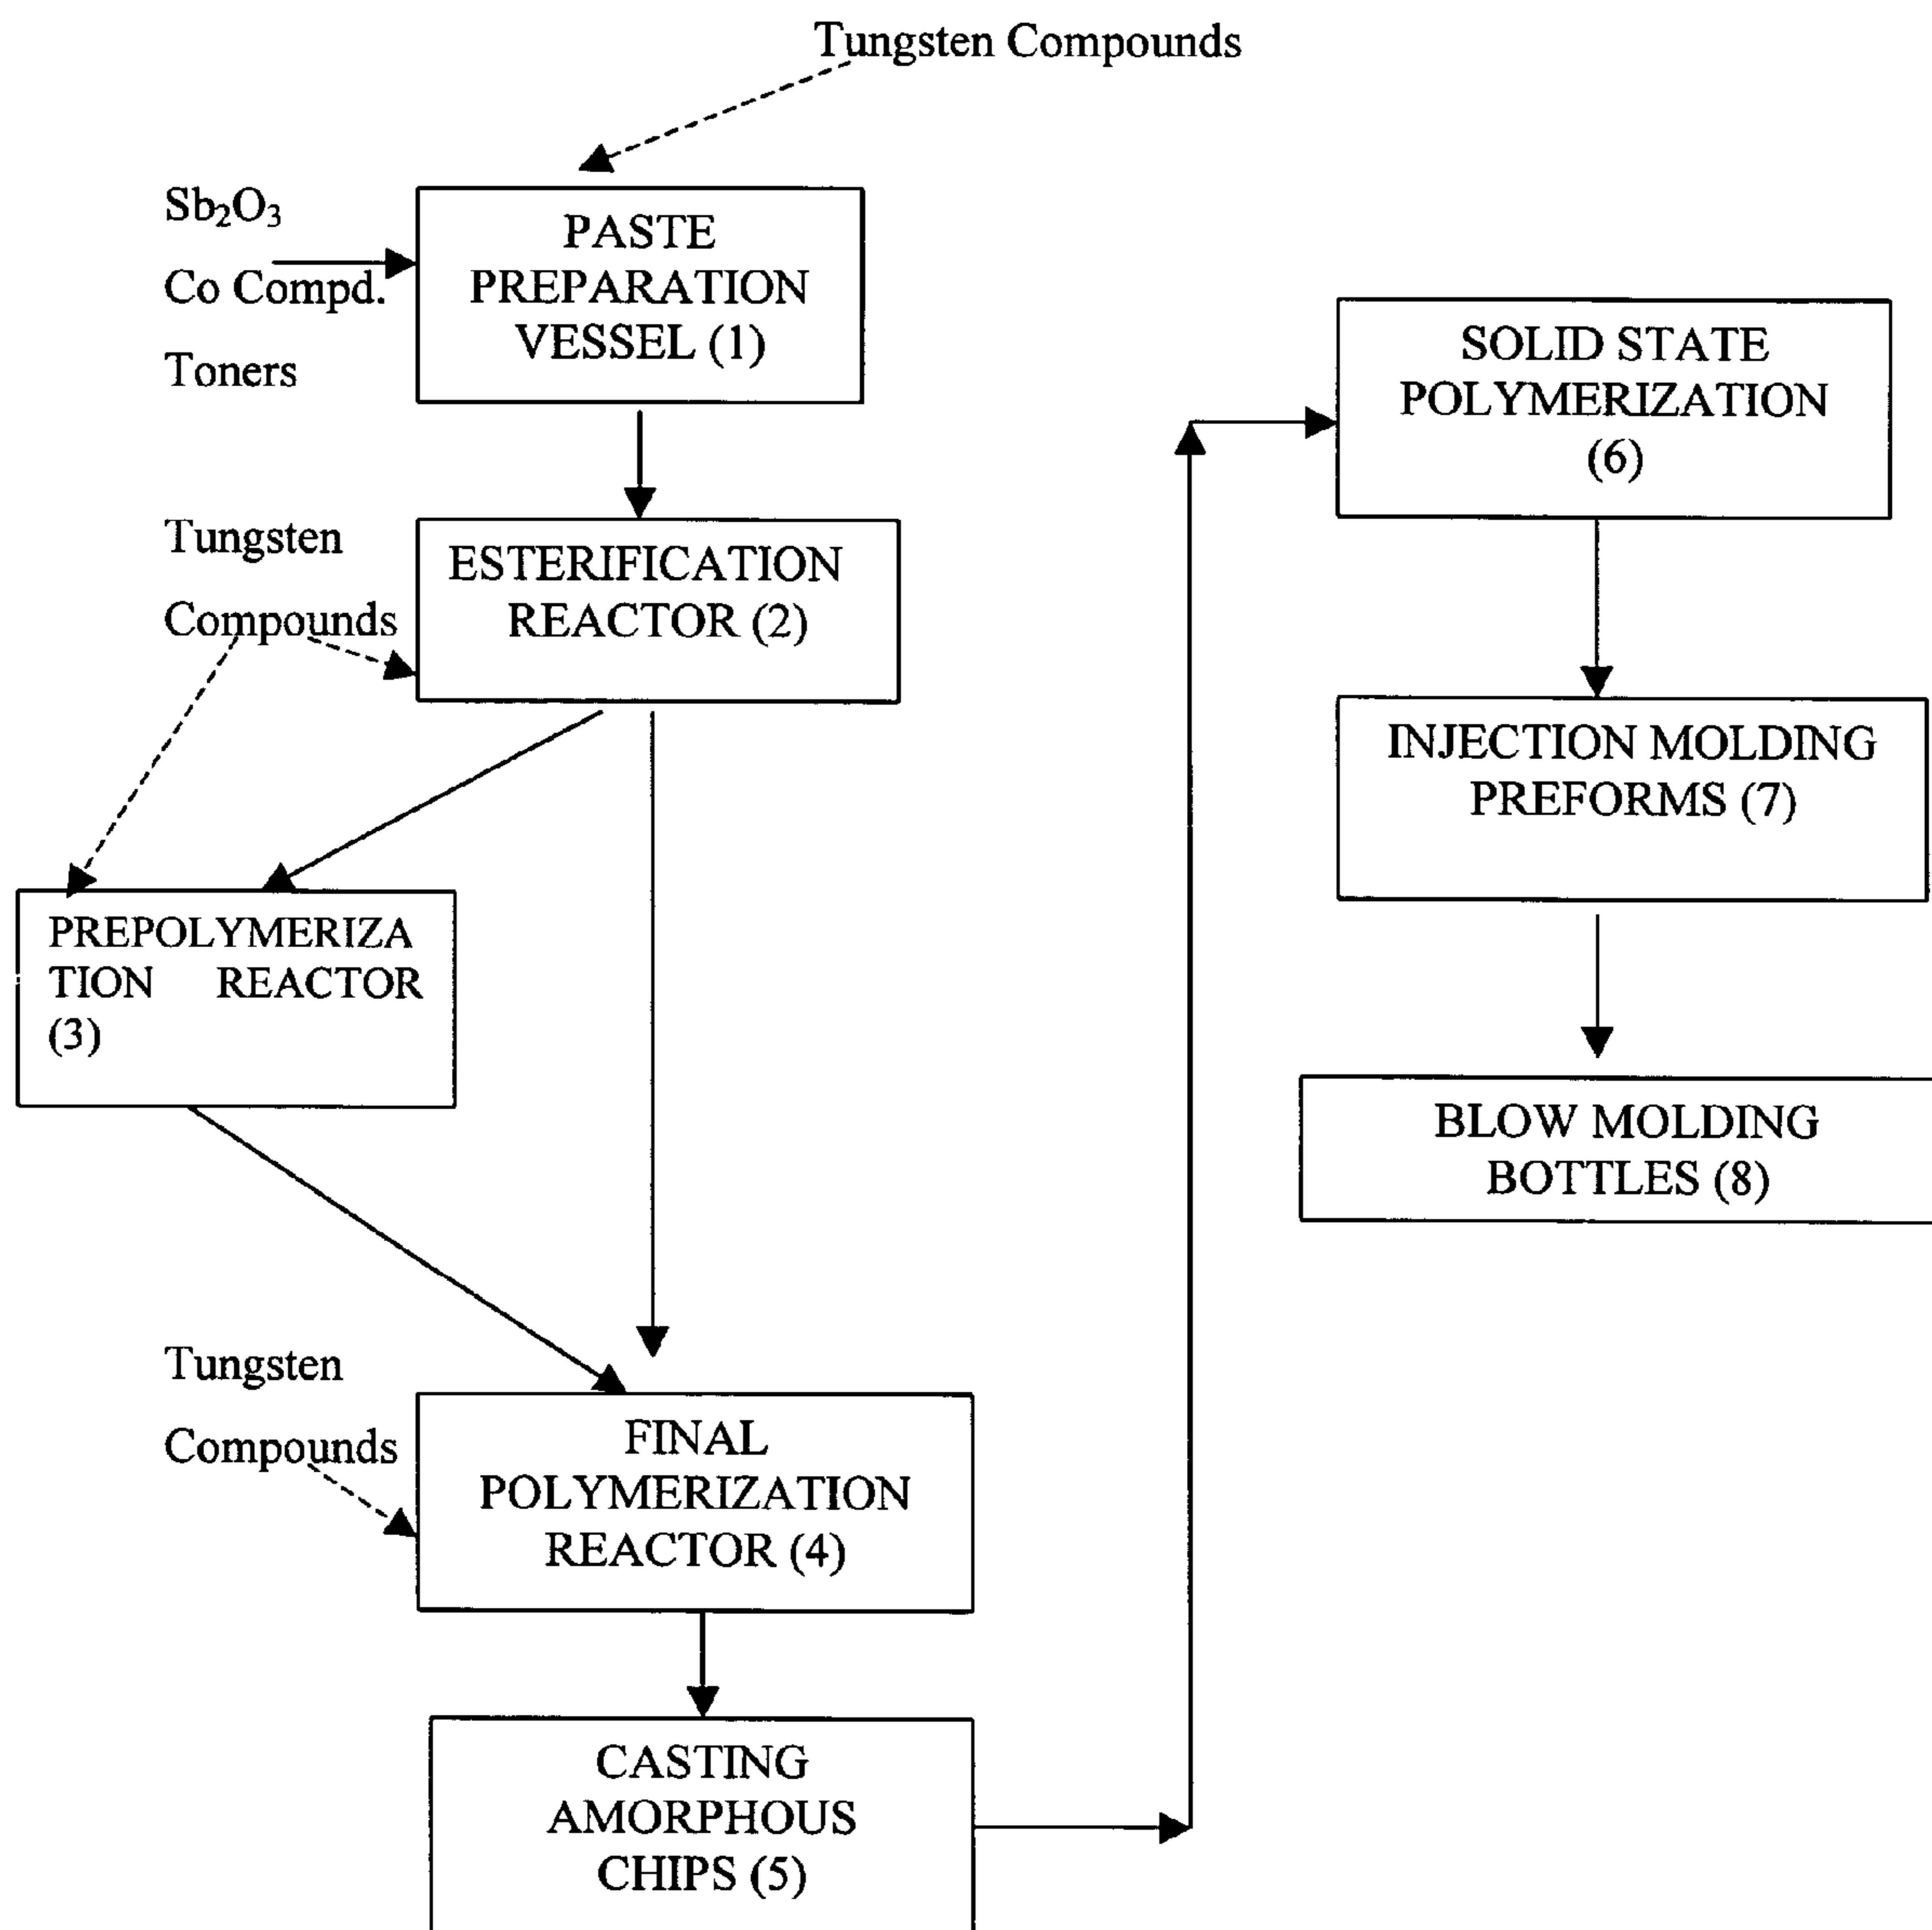 Tungsten Compounds
Sb₂O₃
Co Compd.
Toners
PASTE
PREPARATION
VESSEL (1)
Tungsten
Compounds
ESTERIFICATION
REACTOR (2)
PREPOLYMERIZA
TION REACTOR
(3)
Tungsten
Compounds
FINAL
POLYMERIZATION
REACTOR (4)
CASTING
AMORPHOUS
CHIPS (5)
SOLID STATE
POLYMERIZATION
(6)
INJECTION MOLDING
PREFORMS (7)
BLOW MOLDING
BOTTLES (8)